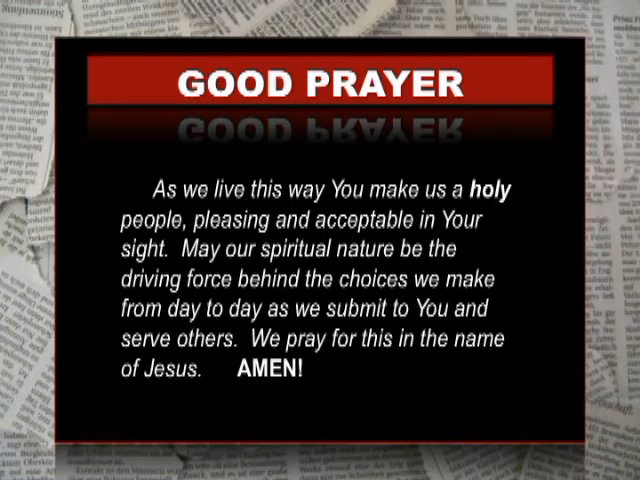 GOOD PRAYER
As we live this way You make us a holy
people, pleasing and acceptable in Your
sight. May our spiritual nature be the
driving force behind the choices we make
from day to day as we submit to You and
serve others. We pray for this in the name
of Jesus. AMEN!